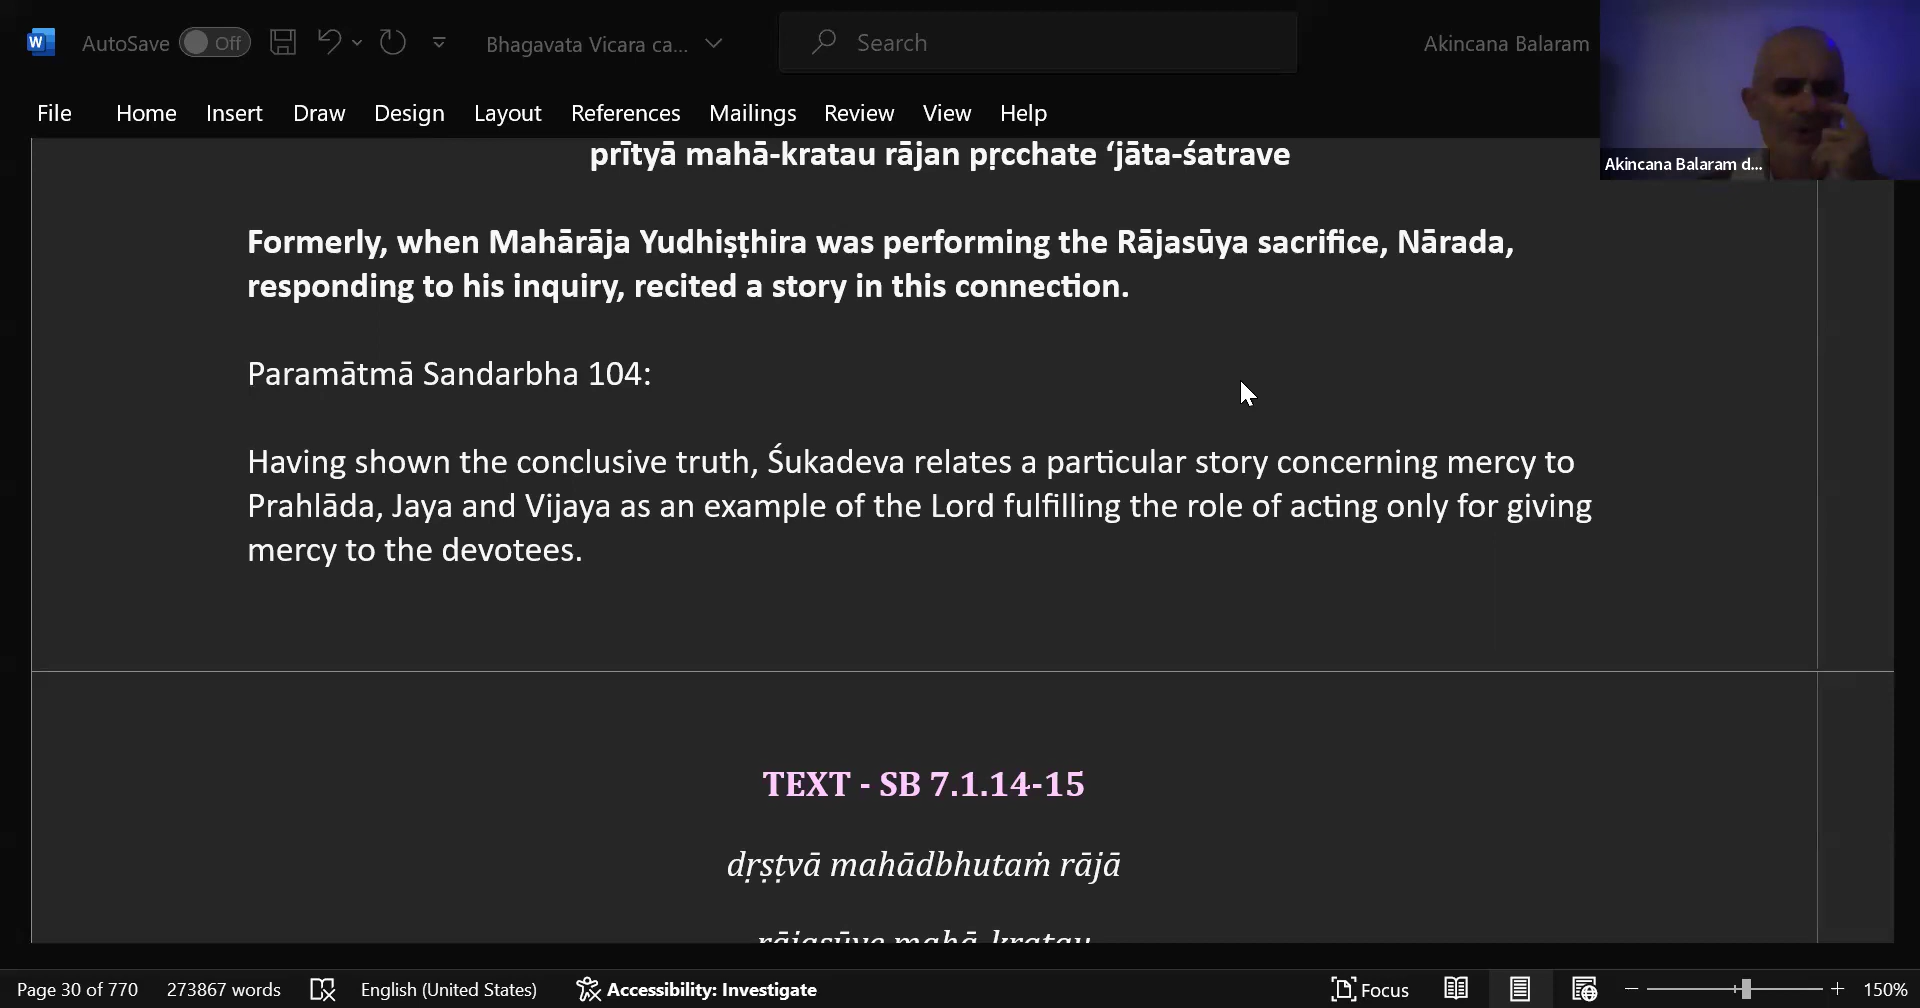 W AutoSave Off Bhagavata Vicara ca... Search Akincana Balaram
File Home Insert Draw Design Layout References Mailings Review View Help
Akincana Balaram d...
prītyā mahā-kratau rājan pṛcchate ‘jāta-śatrave
Formerly, when Mahārāja Yudhiṣṭhira was performing the Rājasūya sacrifice, Nārada,
responding to his inquiry, recited a story in this connection.
Paramātmā Sandarbha 104:
Having shown the conclusive truth, Śukadeva relates a particular story concerning mercy to
Prahlāda, Jaya and Vijaya as an example of the Lord fulfilling the role of acting only for giving
mercy to the devotees.
TEXT - SB 7.1.14-15
dṛṣṭvā mahādbhutaṁ rājā
rājasūye mahā-kratau
Page 30 of 770 273867 words English (United States) Accessibility: Investigate Focus 150%